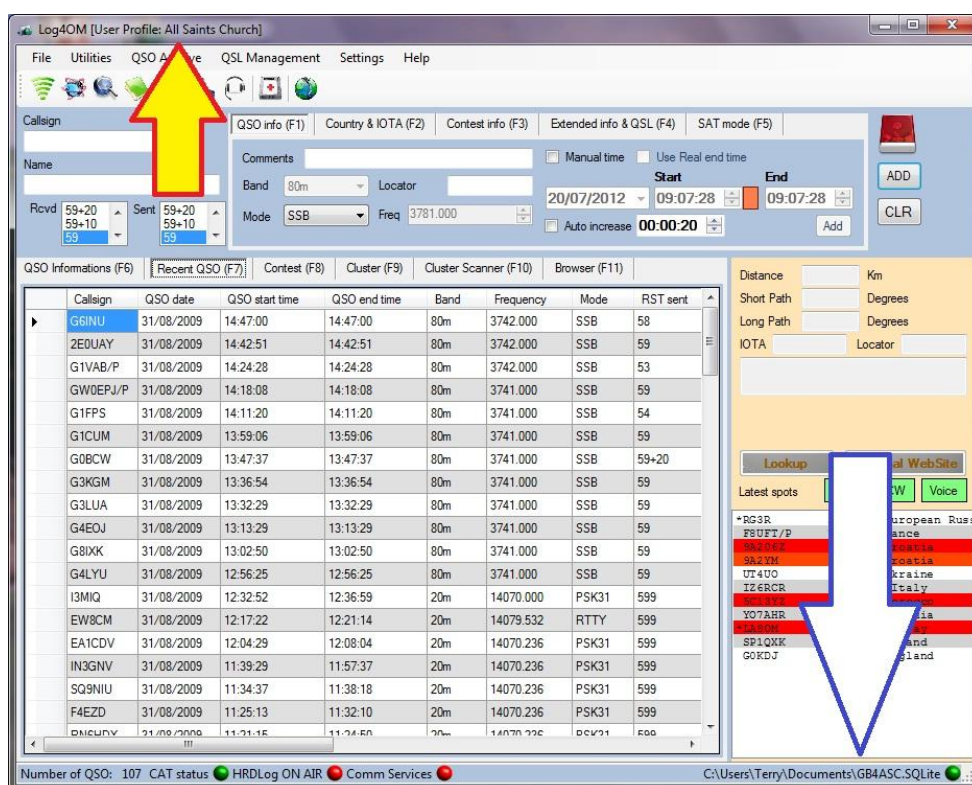 Log4OM [User Profile: All Saints Church]
File Utilities QSO QSL Management Settings Help
Callsign
Name
Rcvd 59+20 59+10 59 Sent 59+20 59+10 59
QSO info (F1) Country & IOTA (F2) Contest info (F3) Extended info & QSL (F4) SAT mode (F5)
Comments
Band 80m Locator
Mode SSB Freq 3781.000
Manual time Use Real end time
Start End
20/07/2012 09:07:28 09:07:28
Auto increase 00:00:20 Add
ADD
CLR
QSO Informations (F6) Recent QSO (F7) Contest (F8) Cluster (F9) Cluster Scanner (F10) Browser (F11)
Callsign QSO date QSO start time QSO end time Band Frequency Mode RST sent
G6INU 31/08/2009 14:47:00 14:47:00 80m 3742.000 SSB 58
2E0UAY 31/08/2009 14:42:51 14:42:51 80m 3742.000 SSB 59
G1VAB/P 31/08/2009 14:24:28 14:24:28 80m 3742.000 SSB 53
GW0EPJ/P 31/08/2009 14:18:08 14:18:08 80m 3741.000 SSB 59
G1FPS 31/08/2009 14:11:20 14:11:20 80m 3741.000 SSB 54
G1CUM 31/08/2009 13:59:06 13:59:06 80m 3741.000 SSB 59
G0BCW 31/08/2009 13:47:37 13:47:37 80m 3741.000 SSB 59+20
G3KGM 31/08/2009 13:36:54 13:36:54 80m 3741.000 SSB 59
G3LUA 31/08/2009 13:32:29 13:32:29 80m 3741.000 SSB 59
G4EOJ 31/08/2009 13:13:29 13:13:29 80m 3741.000 SSB 59
G8IXK 31/08/2009 13:02:50 13:02:50 80m 3741.000 SSB 59
G4LYU 31/08/2009 12:56:25 12:56:25 80m 3741.000 SSB 59
I3MIQ 31/08/2009 12:32:52 12:36:59 20m 14070.000 PSK31 599
EW8CM 31/08/2009 12:17:22 12:21:14 20m 14079.532 RTTY 599
EA1CDV 31/08/2009 12:04:29 12:08:04 20m 14070.236 PSK31 599
IN3GNV 31/08/2009 11:39:29 11:57:37 20m 14070.236 PSK31 599
SQ9NIU 31/08/2009 11:34:37 11:38:18 20m 14070.236 PSK31 599
F4EZD 31/08/2009 11:25:13 11:32:10 20m 14070.236 PSK31 599
Distance Km
Short Path Degrees
Long Path Degrees
IOTA Locator
Lookup WebSite
Latest spots CW Voice
*RG3R European Russ
F8UFT/P
9A2YM
UT4UO
IZ6RCR Italy
YO7AHR
SP1QXK
G0KDJ England
Number of QSO: 107 CAT status HRDLog ON AIR Comm Services C:\Users\Terry\Documents\GB4ASC.SQLite